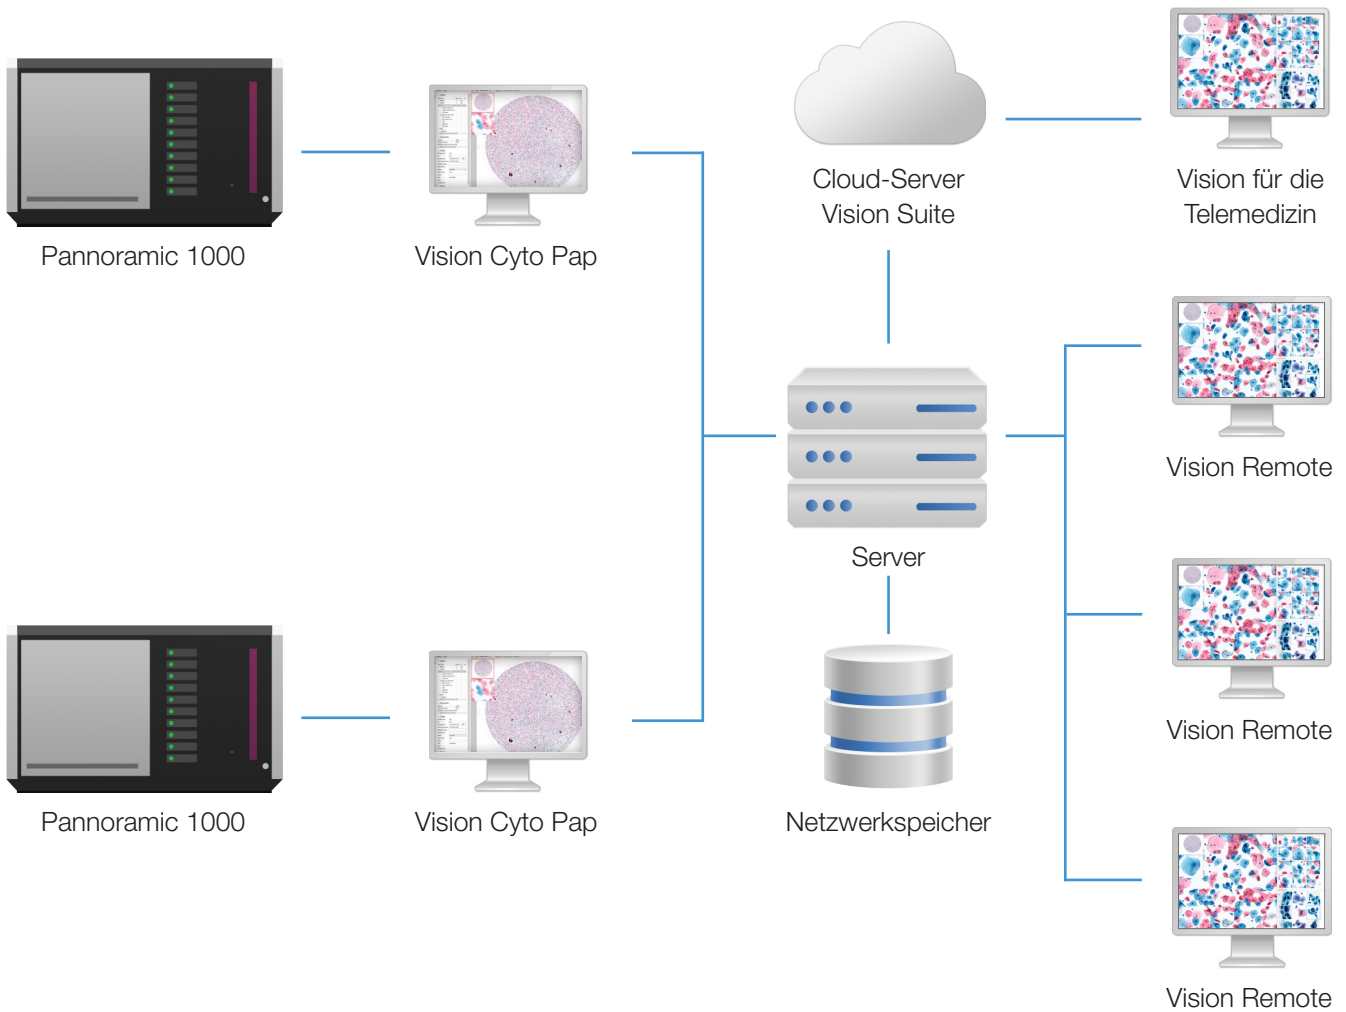 Cloud-Server
Vision Suite
Vision für die
Telemedizin
Pannoramic 1000
Vision Cyto Pap
Vision Remote
Server
Vision Remote
Pannoramic 1000
Vision Cyto Pap
Netzwerkspeicher
Vision Remote